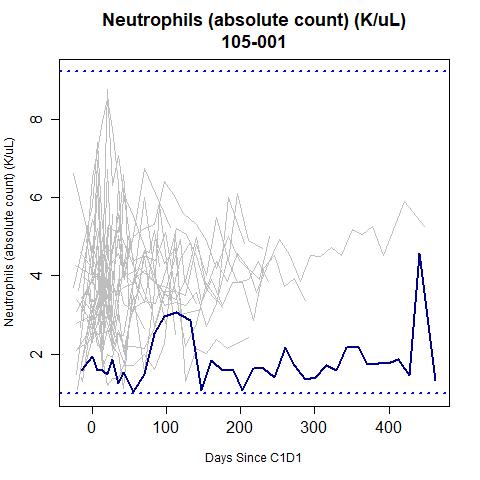 Neutrophils (absolute count) (K/uL)
105-001
Neutrophils (absolute count) (K/uL)
8
6
4
2
0 100 200 300 400
Days Since C1D1